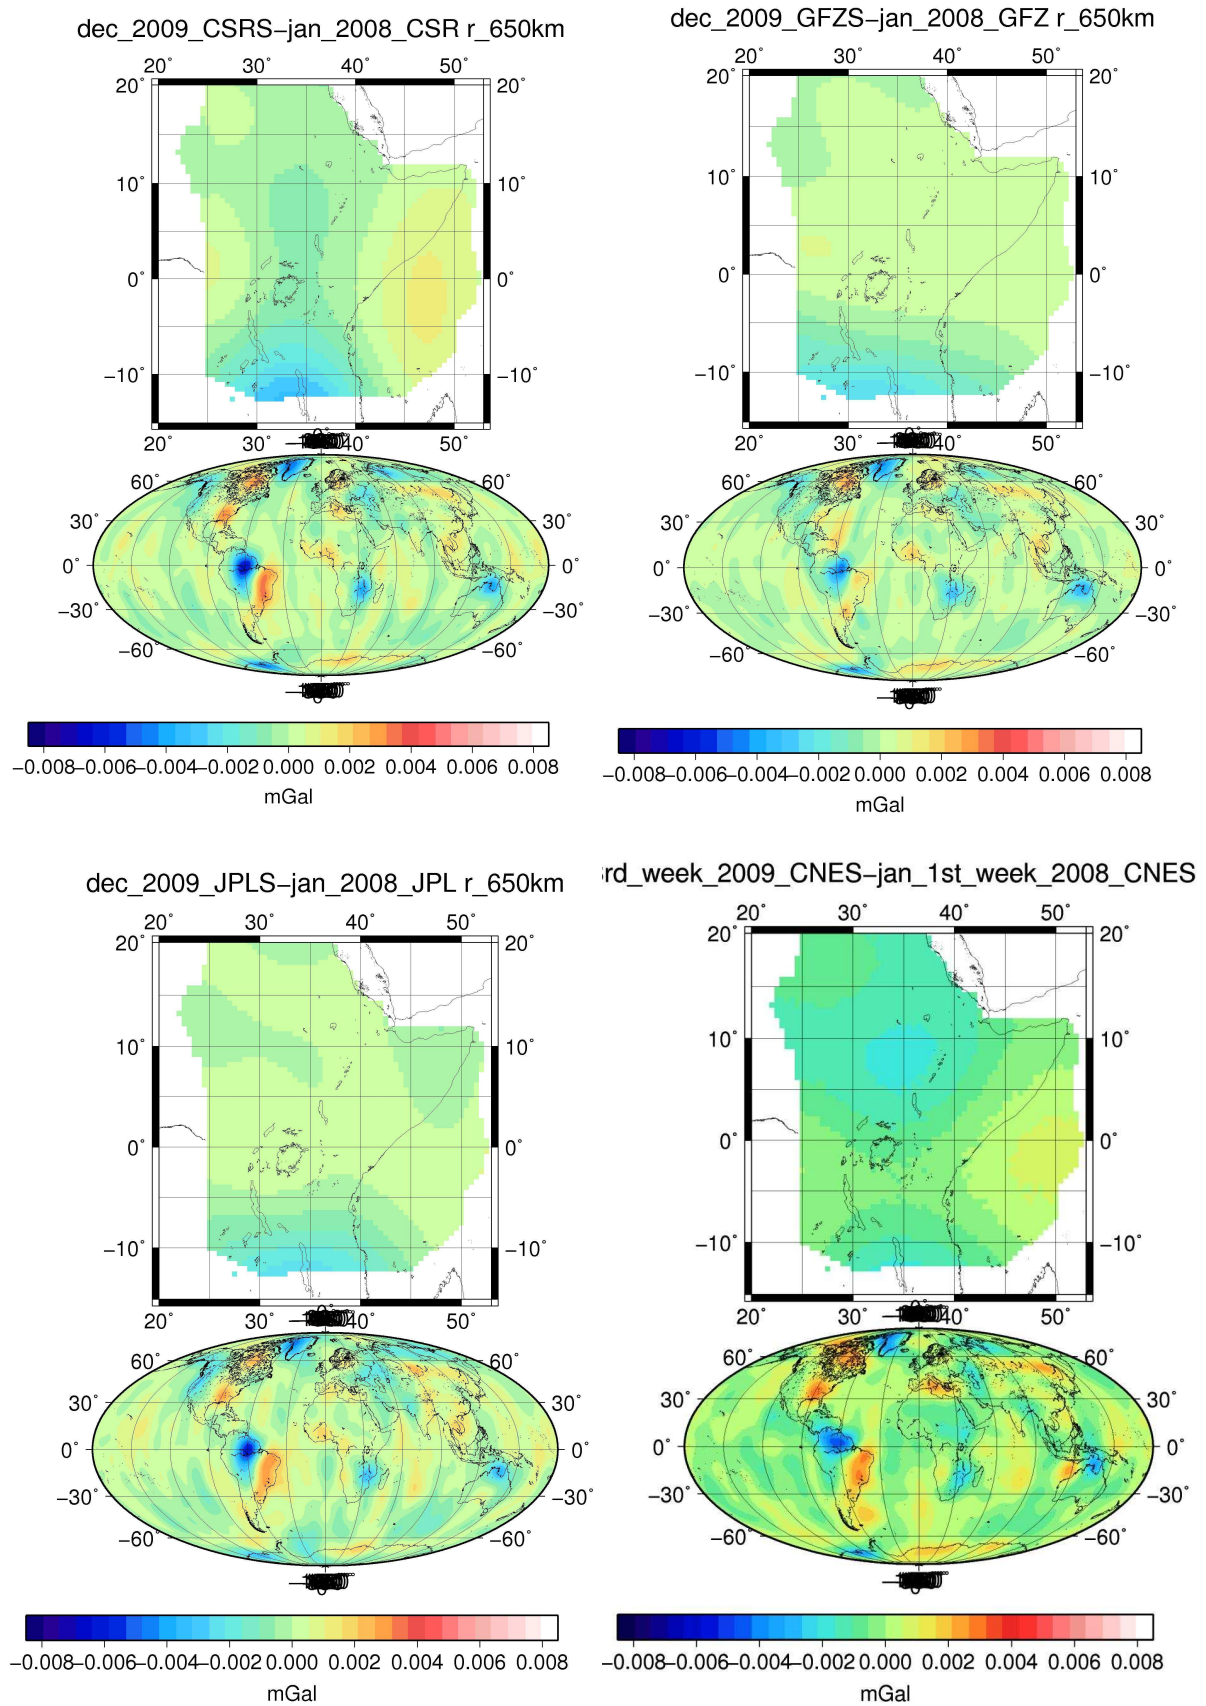 dec_2009_CSRS−jan_2008_CSR r_650km
20˚ 30˚ 40˚ 50˚
20˚ 20˚
10˚ 10˚
0˚ 0˚
−10˚ −10˚
20˚ 30˚ 40˚ 50˚
60˚ 60˚
30˚ 30˚
0˚ 0˚
−30˚ −30˚
−60˚ −60˚
−0.008 −0.006 −0.004 −0.002 0.000 0.002 0.004 0.006 0.008
mGal
dec_2009_GFZS−jan_2008_GFZ r_650km
20˚ 30˚ 40˚ 50˚
20˚ 20˚
10˚ 10˚
0˚ 0˚
−10˚ −10˚
20˚ 30˚ 40˚ 50˚
60˚ 60˚
30˚ 30˚
0˚ 0˚
−30˚ −30˚
−60˚ −60˚
−0.008 −0.006 −0.004 −0.002 0.000 0.002 0.004 0.006 0.008
mGal
dec_2009_JPLS−jan_2008_JPL r_650km
20˚ 30˚ 40˚ 50˚
20˚ 20˚
10˚ 10˚
0˚ 0˚
−10˚ −10˚
20˚ 30˚ 40˚ 50˚
60˚ 60˚
30˚ 30˚
0˚ 0˚
−30˚ −30˚
−60˚ −60˚
−0.008 −0.006 −0.004 −0.002 0.000 0.002 0.004 0.006 0.008
mGal
rd_week_2009_CNES−jan_1st_week_2008_CNES
20˚ 30˚ 40˚ 50˚
20˚ 20˚
10˚ 10˚
0˚ 0˚
−10˚ −10˚
20˚ 30˚ 40˚ 50˚
60˚ 60˚
30˚ 30˚
0˚ 0˚
−30˚ −30˚
−60˚ −60˚
−0.008 −0.006 −0.004 −0.002 0.000 0.002 0.004 0.006 0.008
mGal